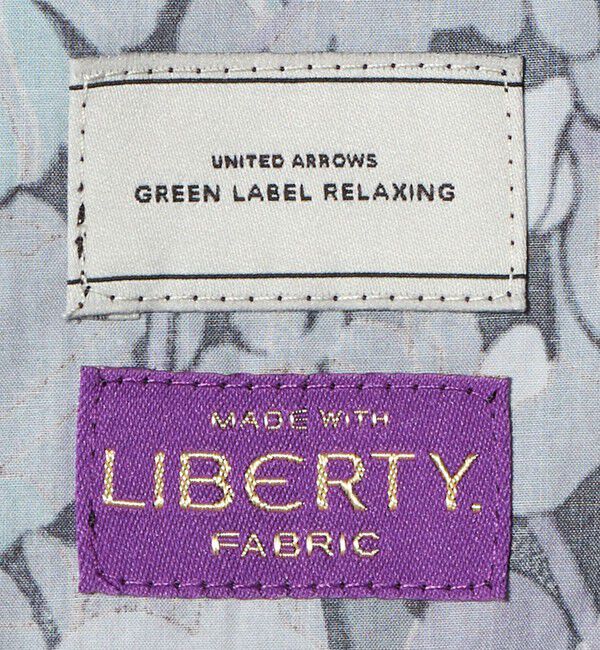 UNITED ARROWS
GREEN LABEL RELAXING
MADE WITH
LIBERTY.
FABRIC